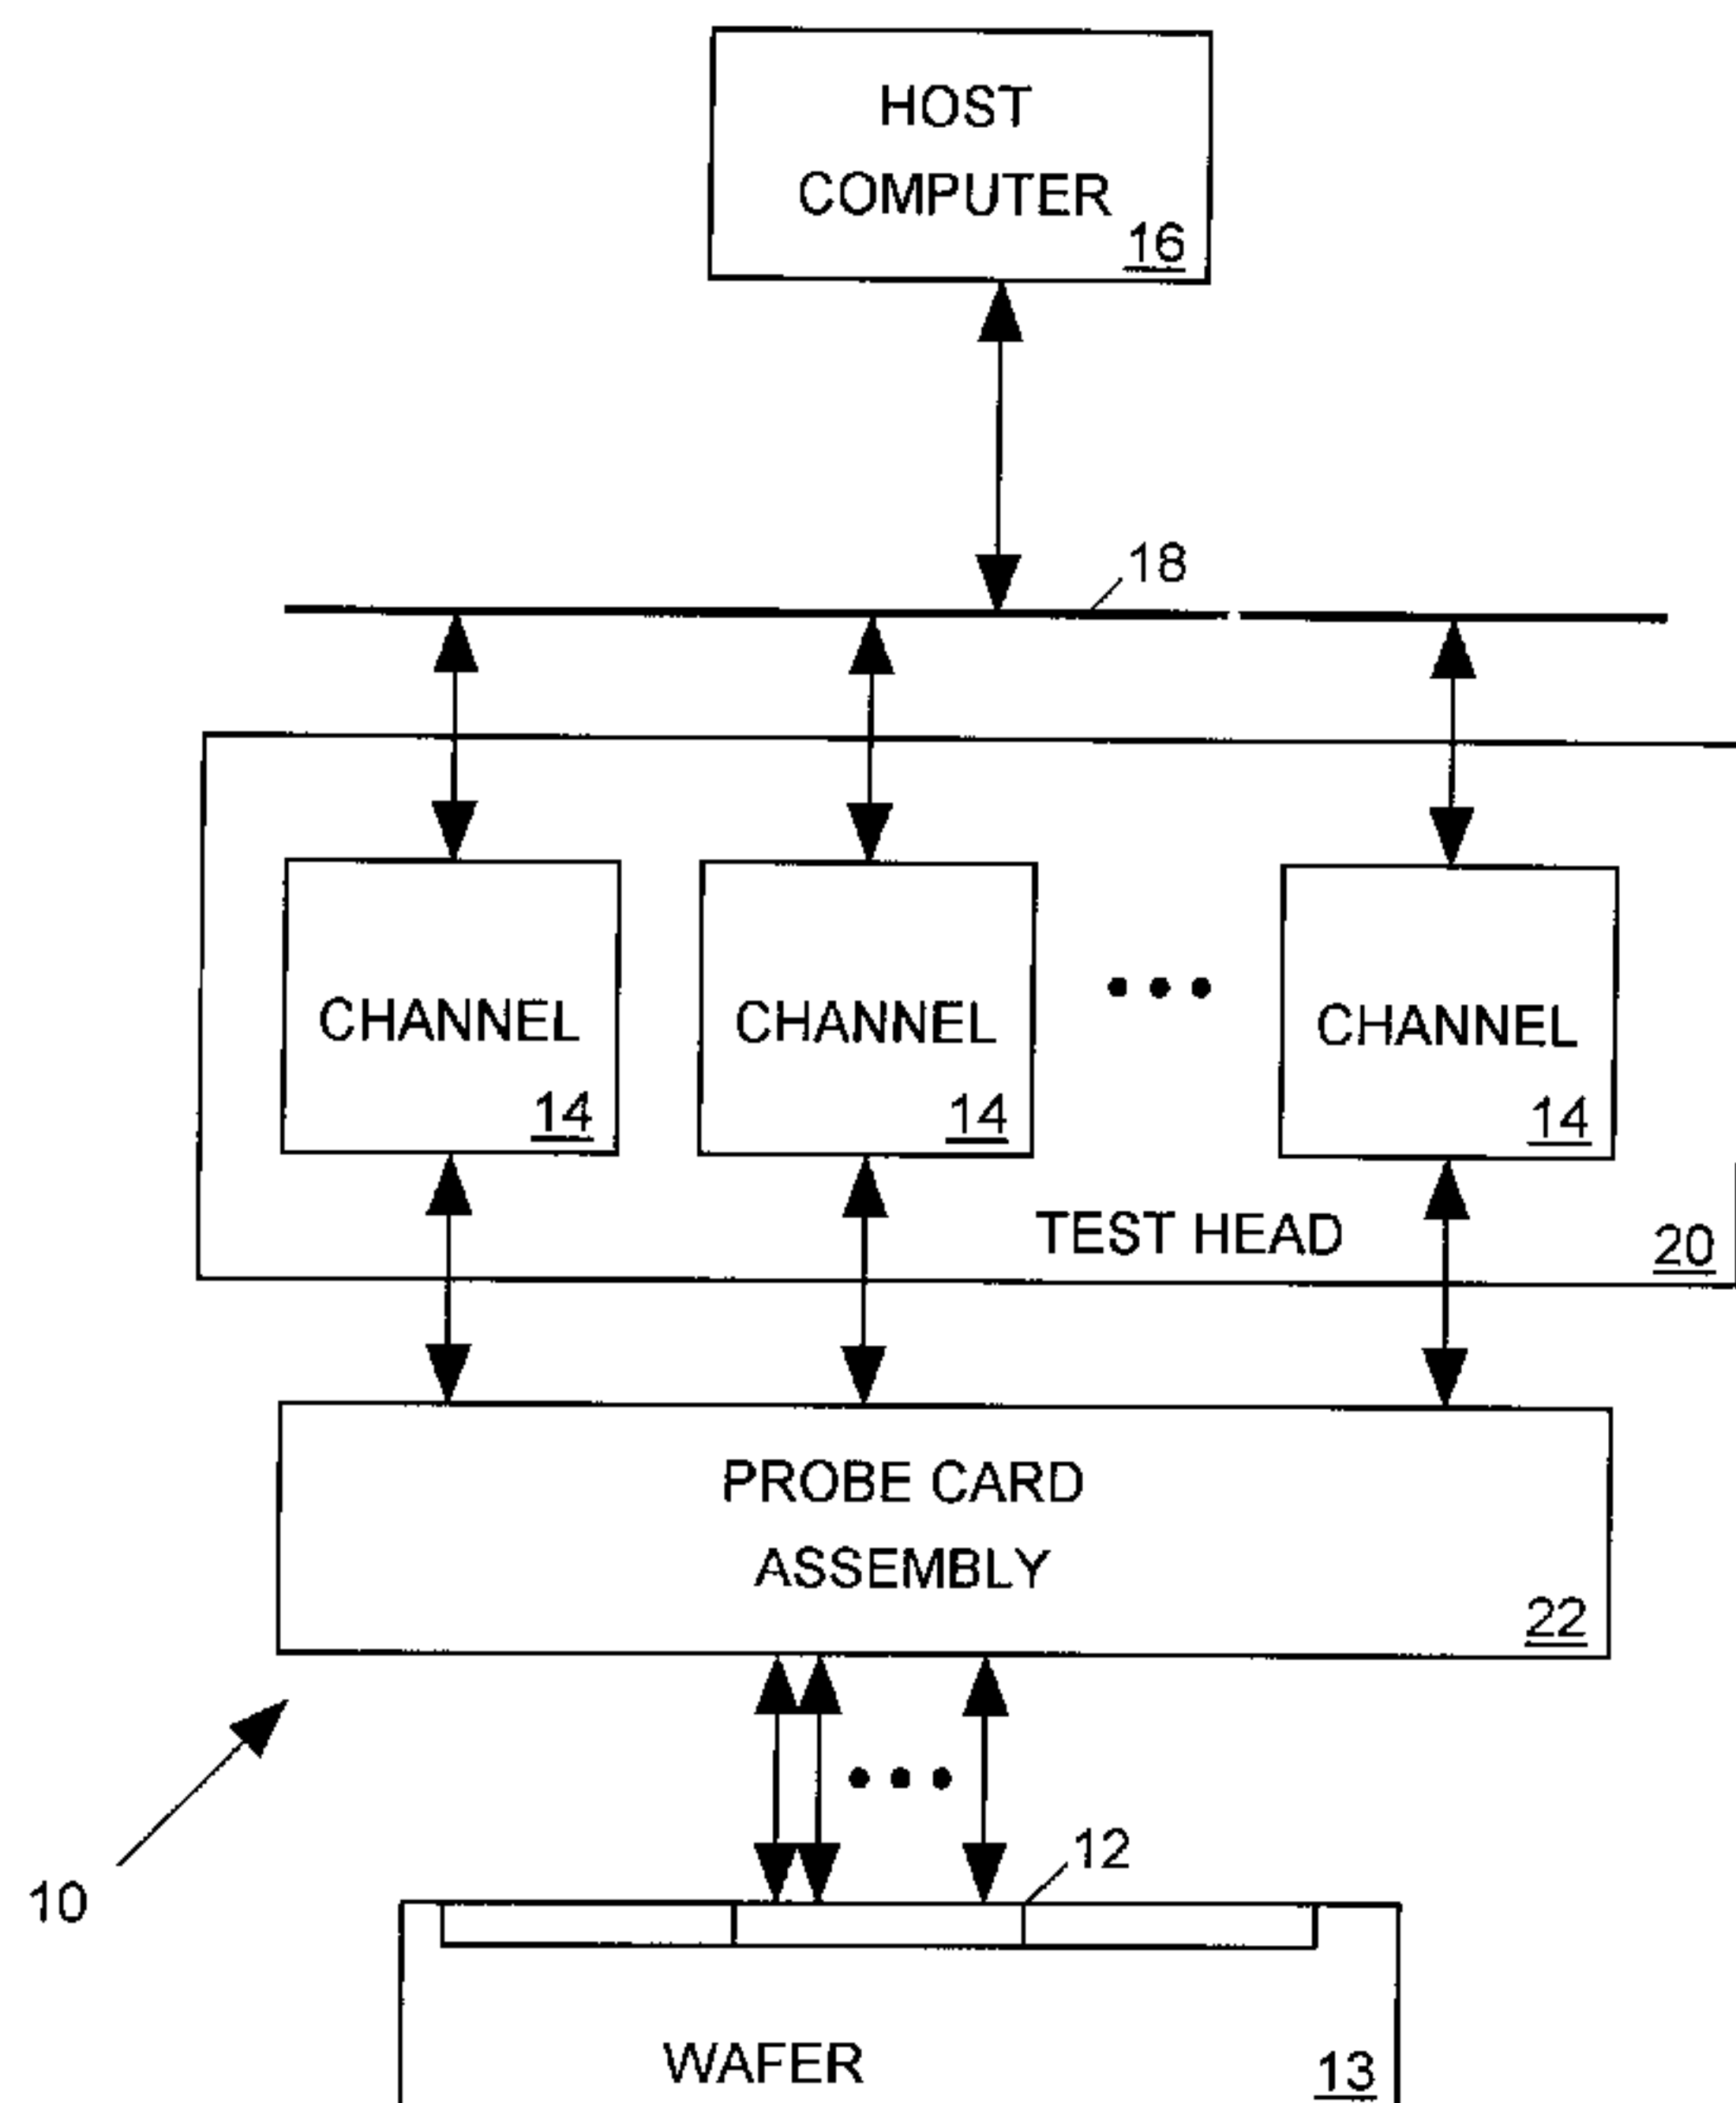 HOST
COMPUTER
16
18
CHANNEL
14
CHANNEL
14
CHANNEL
14
TEST HEAD
20
PROBE CARD
ASSEMBLY
22
10
12
WAFER
13